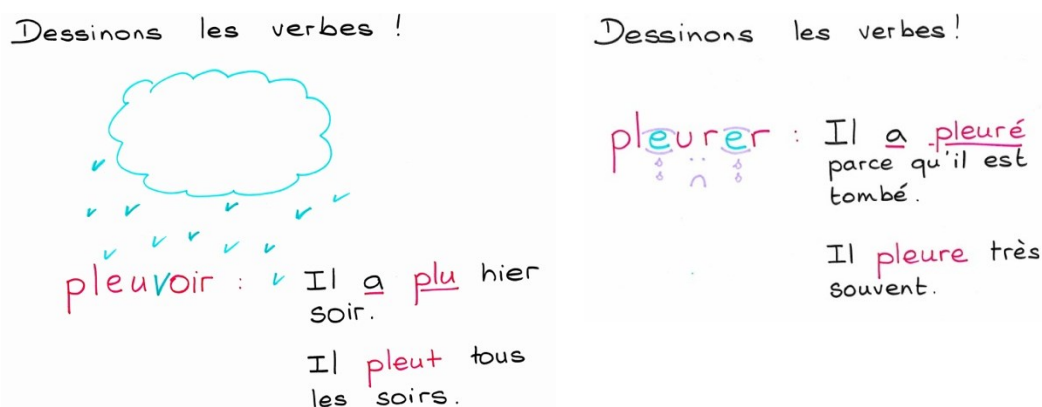 Dessinons les verbes !
pleuvoir : Il a plu hier
soir.
Il pleut tous
les soirs.
Dessinons les verbes!
pleurer : Il a pleuré
parce qu'il est
tombé.
Il pleure très
souvent.